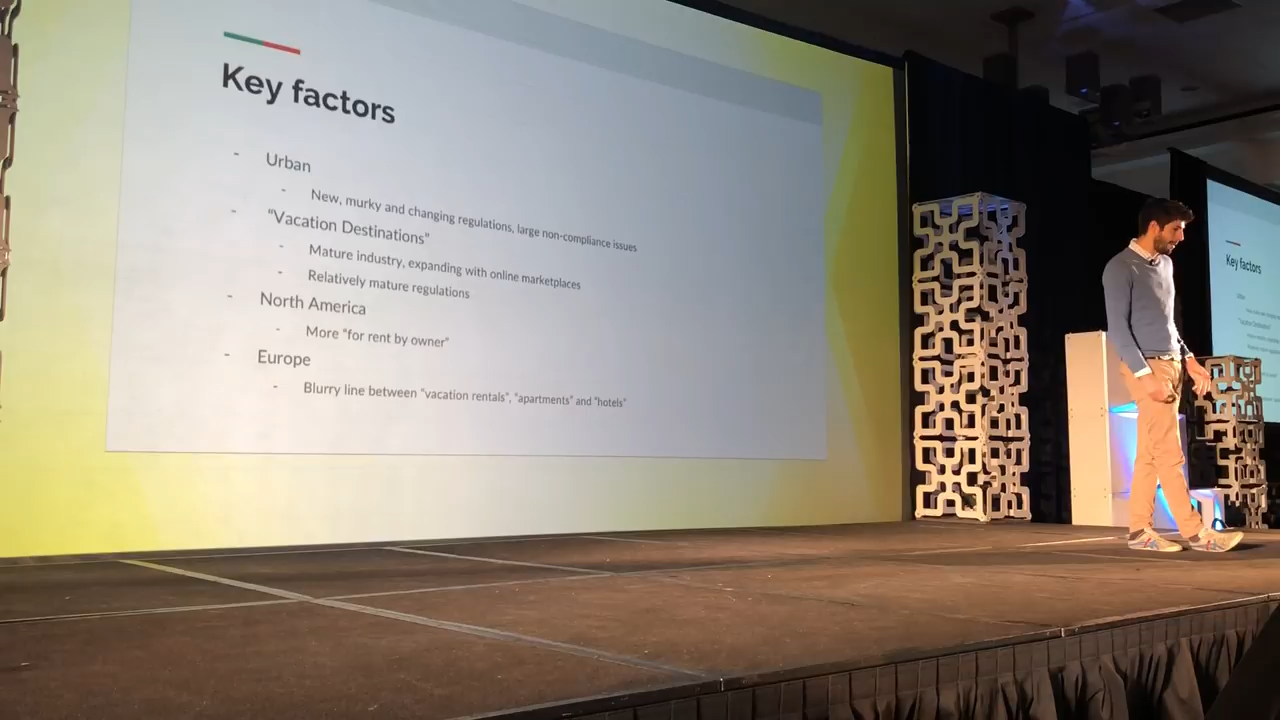 Key factors
- Urban
- New, murky and changing regulations, large non-compliance issues
- "Vacation Destinations"
- Mature industry, expanding with online marketplaces
- Relatively mature regulations
- North America
- More "for rent by owner"
- Europe
- Blurry line between "vacation rentals", "apartments" and "hotels"
Key factors